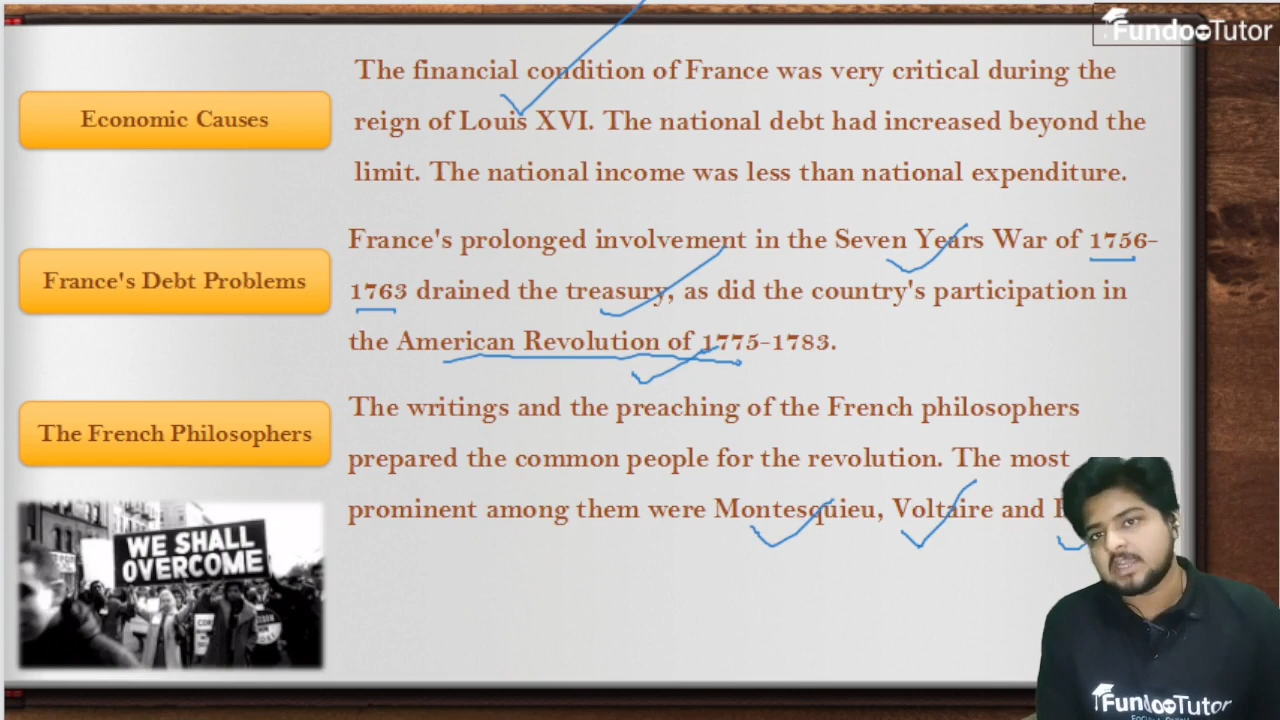 FundooTutor
Economic Causes
The financial condition of France was very critical during the
reign of Louis XVI. The national debt had increased beyond the
limit. The national income was less than national expenditure.
France's Debt Problems
France's prolonged involvement in the Seven Years War of 1756-
1763 drained the treasury, as did the country's participation in
the American Revolution of 1775-1783.
The French Philosophers
The writings and the preaching of the French philosophers
prepared the common people for the revolution. The most
prominent among them were Montesquieu, Voltaire and
WE SHALL
OVERCOME
FundooTutor